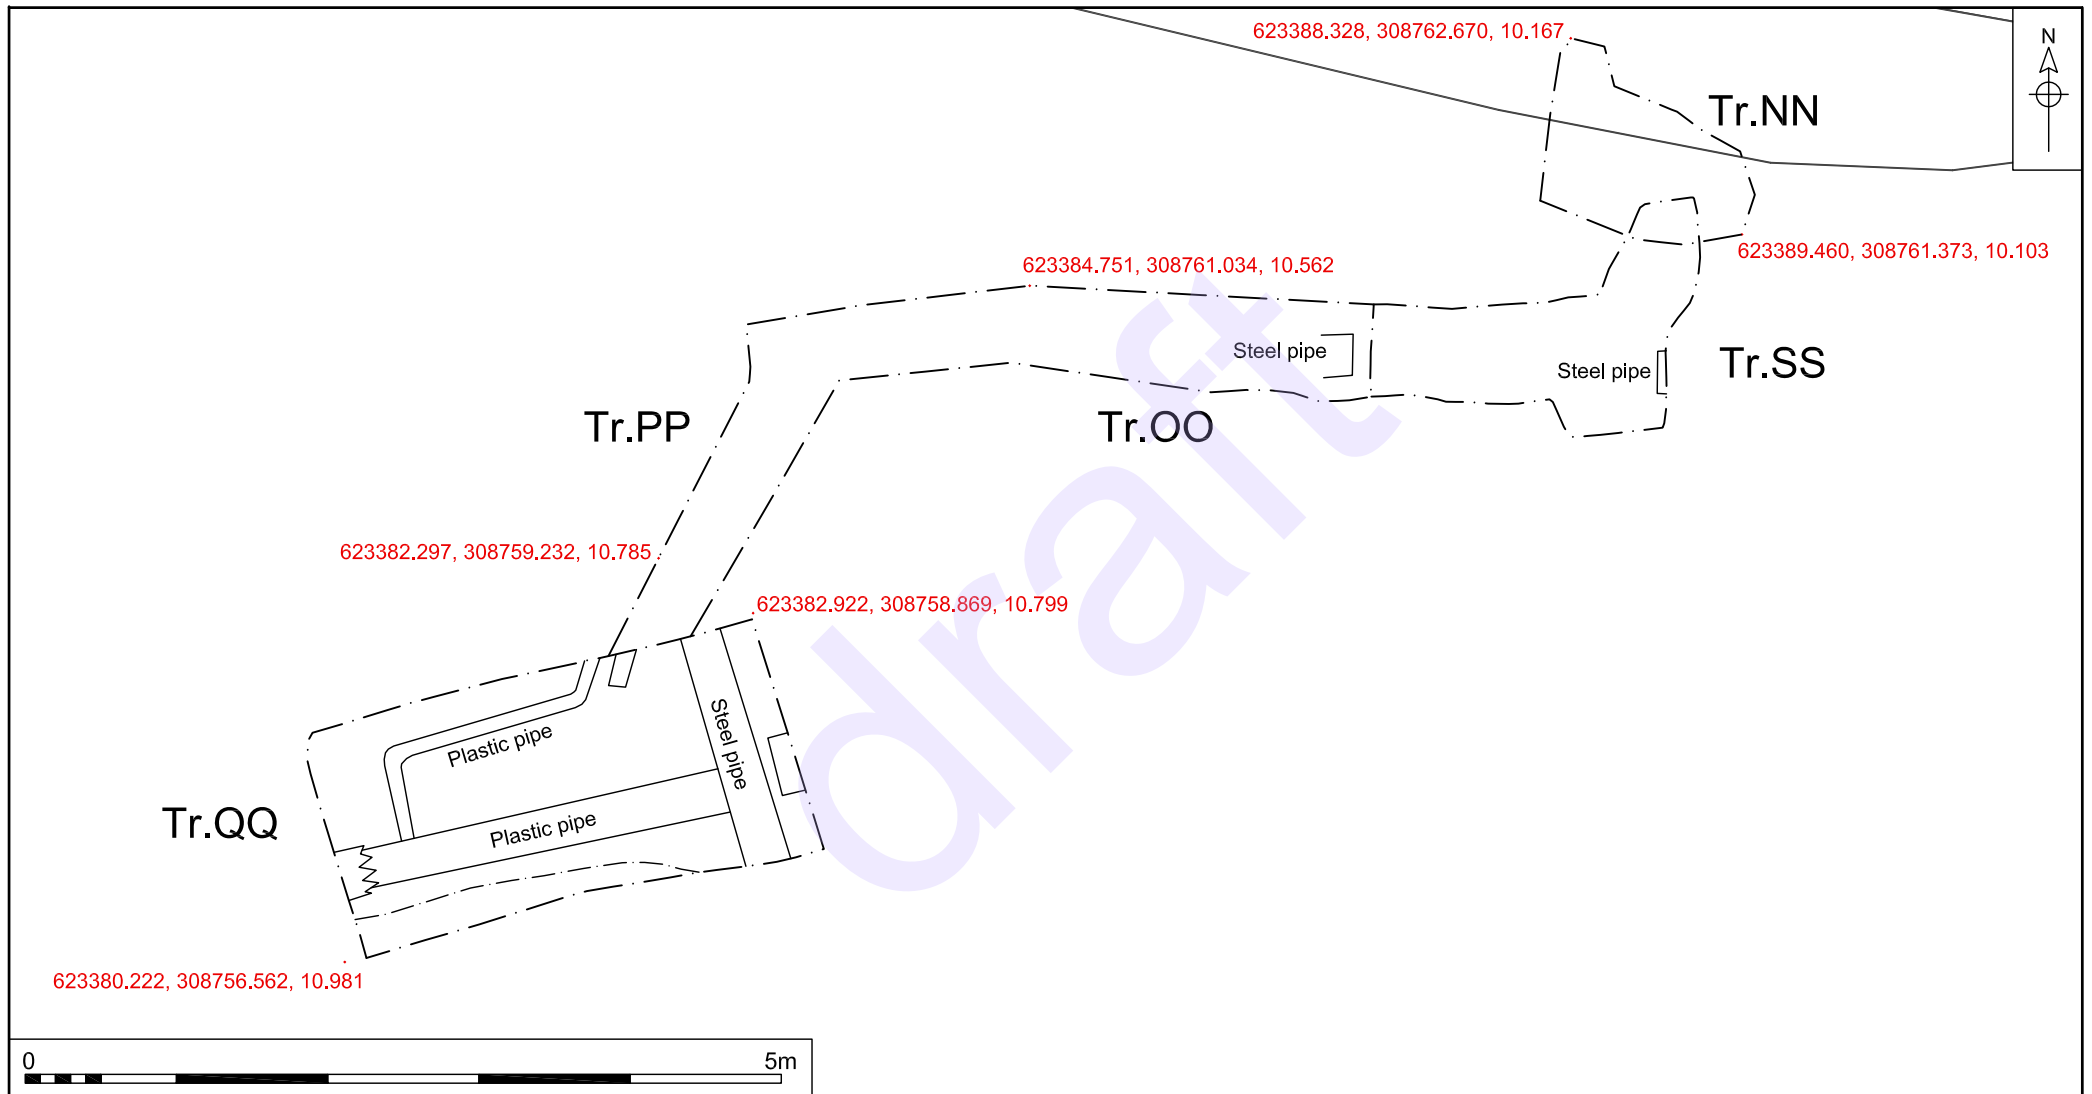 623388.328, 308762.670, 10.167
N
Tr.NN
623389.460, 308761.373, 10.103
623384.751, 308761.034, 10.562
Steel pipe
Steel pipe
Tr.SS
Tr.PP
Tr.OO
623382.297, 308759.232, 10.785
623382.922, 308758.869, 10.799
Steel pipe
Plastic pipe
Tr.QQ
Plastic pipe
623380.222, 308756.562, 10.981
draft
0 5m